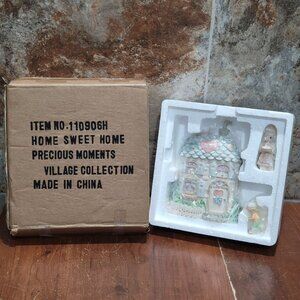 ITEM NO.:110906H
HOME SWEET HOME
PRECIOUS MOMENTS
VILLAGE COLLECTION
MADE IN CHINA